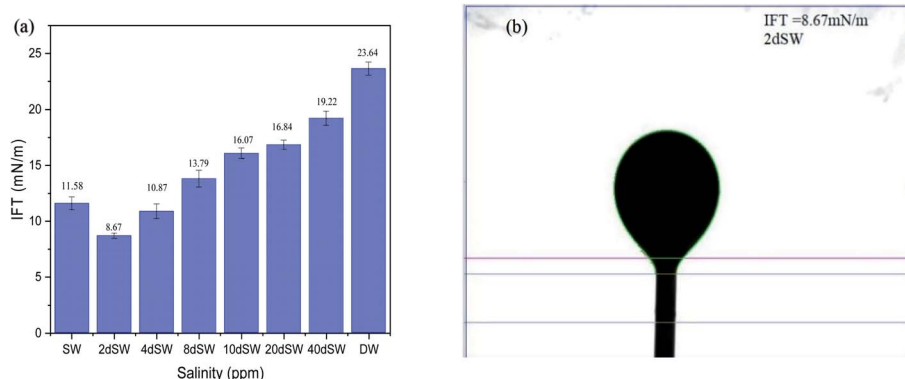 (a)
25
20
15
10
5
0
IFT (mN/m)
11.58
8.67
10.87
13.79
16.07
16.84
19.22
23.64
SW 2dSW 4dSW 8dSW 10dSW 20dSW 40dSW DW
Salinity (ppm)
(b)
IFT =8.67mN/m
2dSW